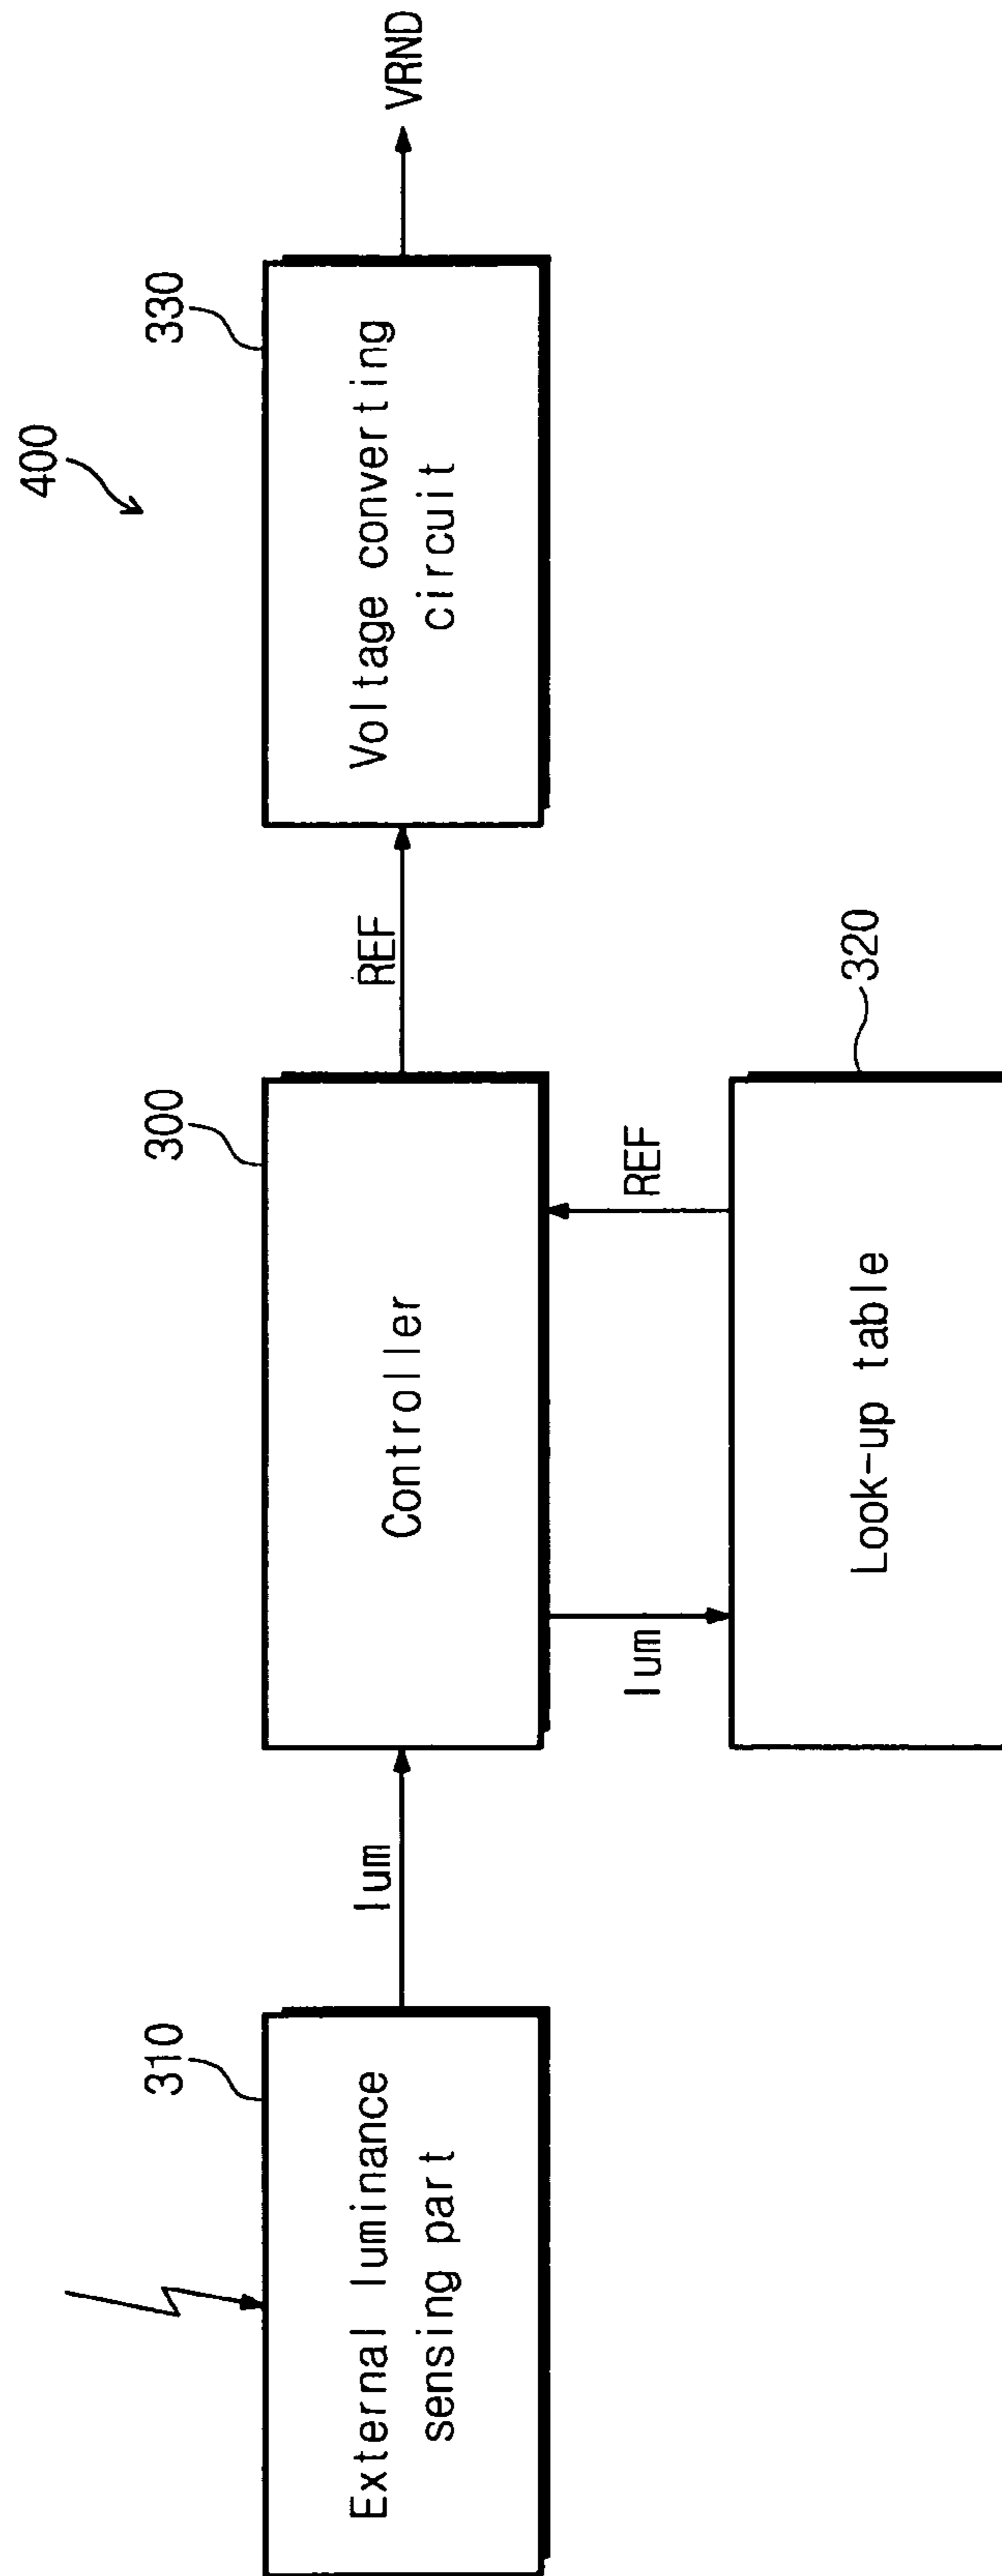 400
310
External luminance
sensing part
lum
300
Controller
REF
330
Voltage converting
circuit
VRND
lum
REF
320
Look-up table